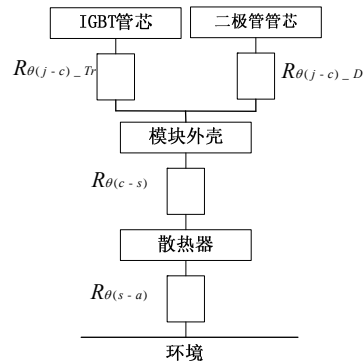 IGBT管芯
二极管管芯
Rθ(j-c)_Tr
Rθ(j-c)_D
模块外壳
Rθ(c-s)
散热器
Rθ(s-a)
环境